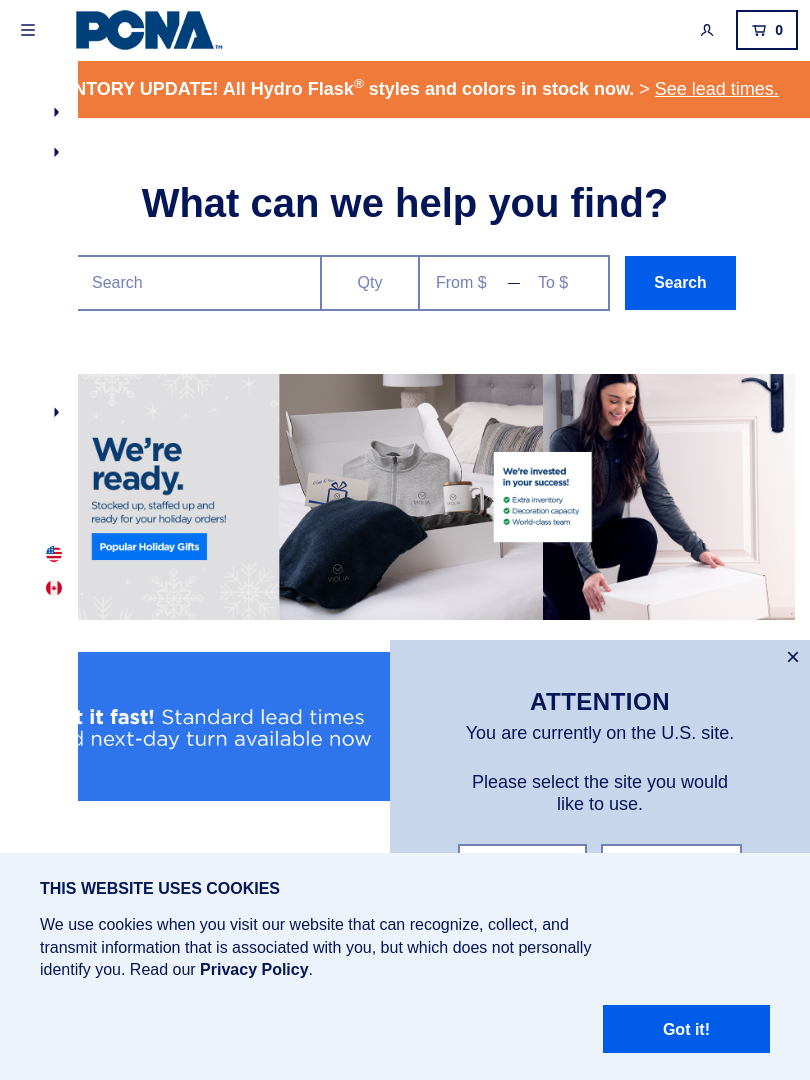 PCNA™
0
NTORY UPDATE! All Hydro Flask® styles and colors in stock now. > See lead times.
What can we help you find?
Search
Qty
From $ — To $
Search
We're
ready.
Stocked up, staffed up and
ready for your holiday orders!
Popular Holiday Gifts
We're invested
in your success!
Extra inventory
Decoration capacity
World-class team
VIOLIA
t it fast! Standard lead times
d next-day turn available now
ATTENTION
You are currently on the U.S. site.
Please select the site you would
like to use.
THIS WEBSITE USES COOKIES
We use cookies when you visit our website that can recognize, collect, and
transmit information that is associated with you, but which does not personally
identify you. Read our Privacy Policy.
Got it!